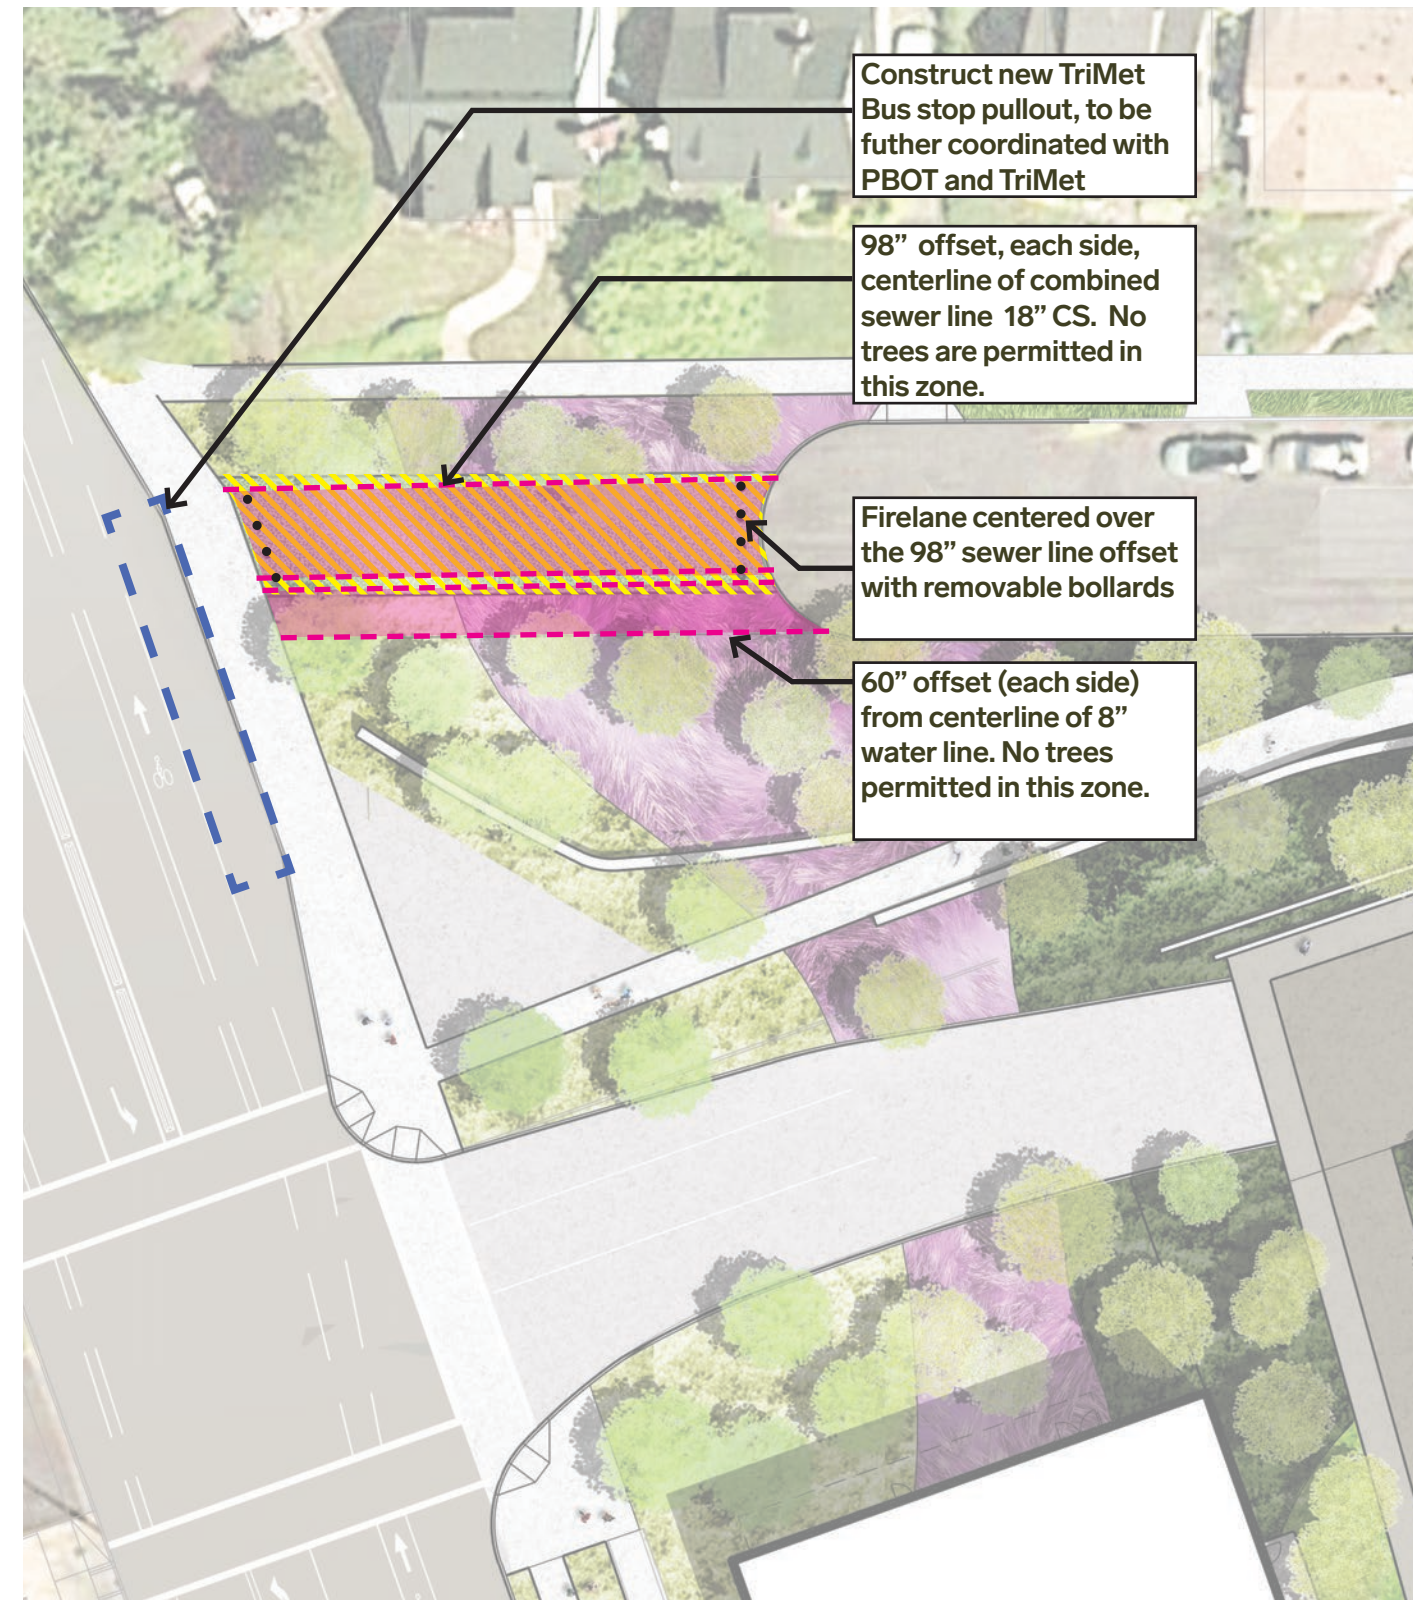 Construct new TriMet
Bus stop pullout, to be
futher coordinated with
PBOT and TriMet
98” offset, each side,
centerline of combined
sewer line 18” CS. No
trees are permitted in
this zone.
Firelane centered over
the 98” sewer line offset
with removable bollards
60” offset (each side)
from centerline of 8”
water line. No trees
permitted in this zone.